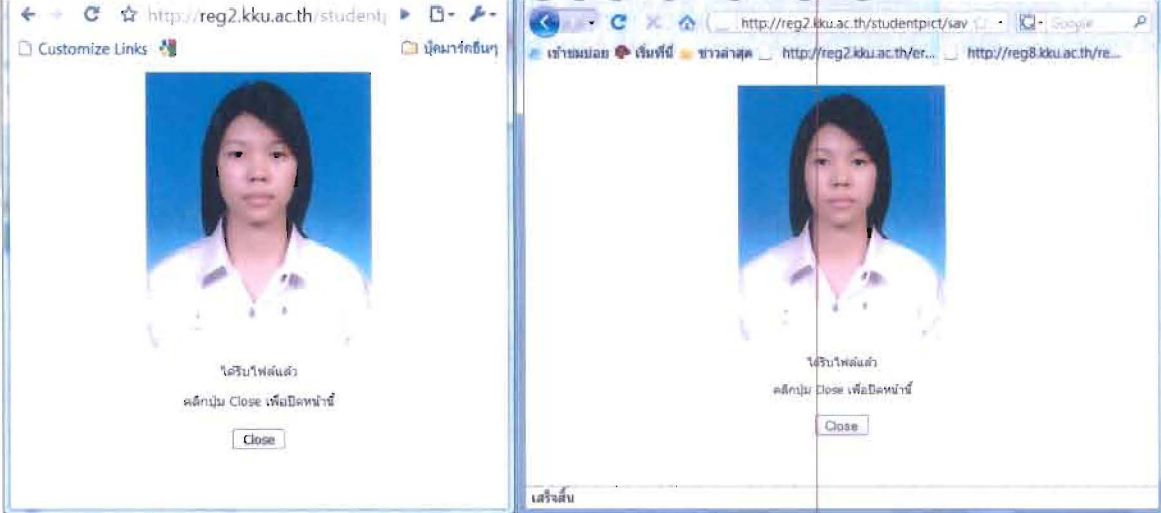 http://reg2.kku.ac.th/student
Customize Links
บุ๊คมาร์กอื่นๆ
ได้รับไฟล์แล้ว
คลิกปุ่ม Close เพื่อปิดหน้านี้
Close
http://reg2.kku.ac.th/studentpict/sav
Google
เข้าชมบ่อย
เริ่มที่นี่
ข่าวล่าสุด
http://reg2.kku.ac.th/er...
http://reg8.kku.ac.th/re...
ได้รับไฟล์แล้ว
คลิกปุ่ม Close เพื่อปิดหน้านี้
Close
เสร็จสิ้น